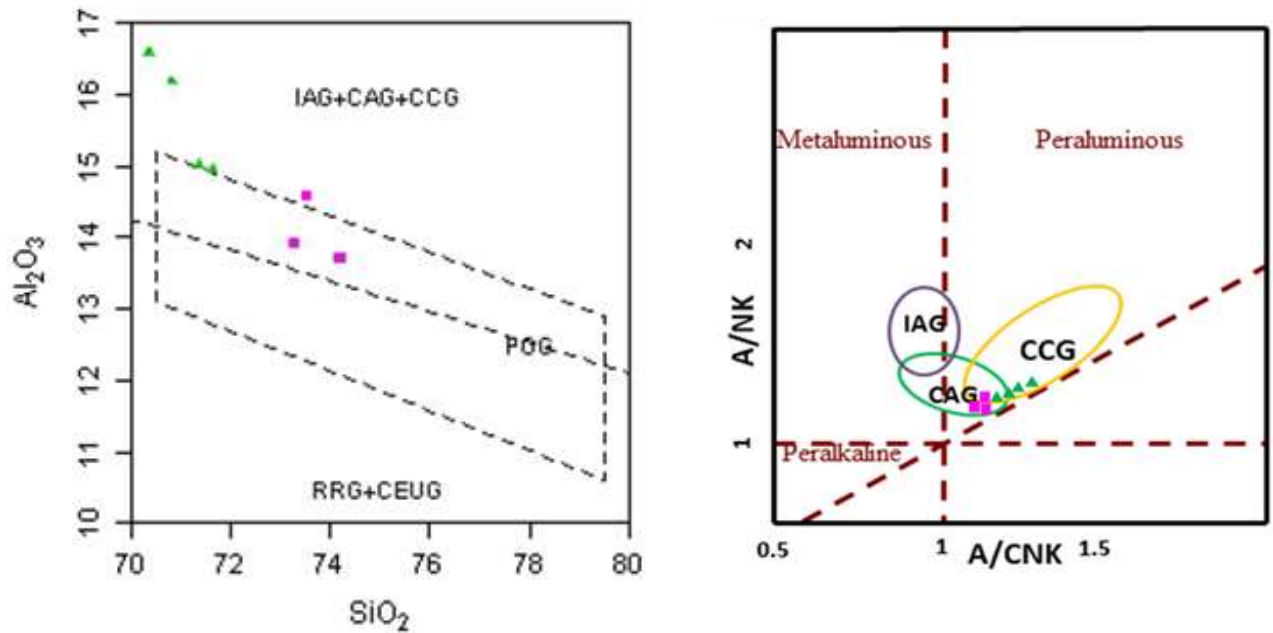 17
16
15
14
13
12
11
10
Al₂O₃
IAG+CAG+CCG
POG
RRG+CEUG
70 72 74 76 78 80
SiO₂
Metaluminous
Peraluminous
2
A/NK
1
IAG
CCG
CAG
Peralkaline
0.5 1 1.5
A/CNK